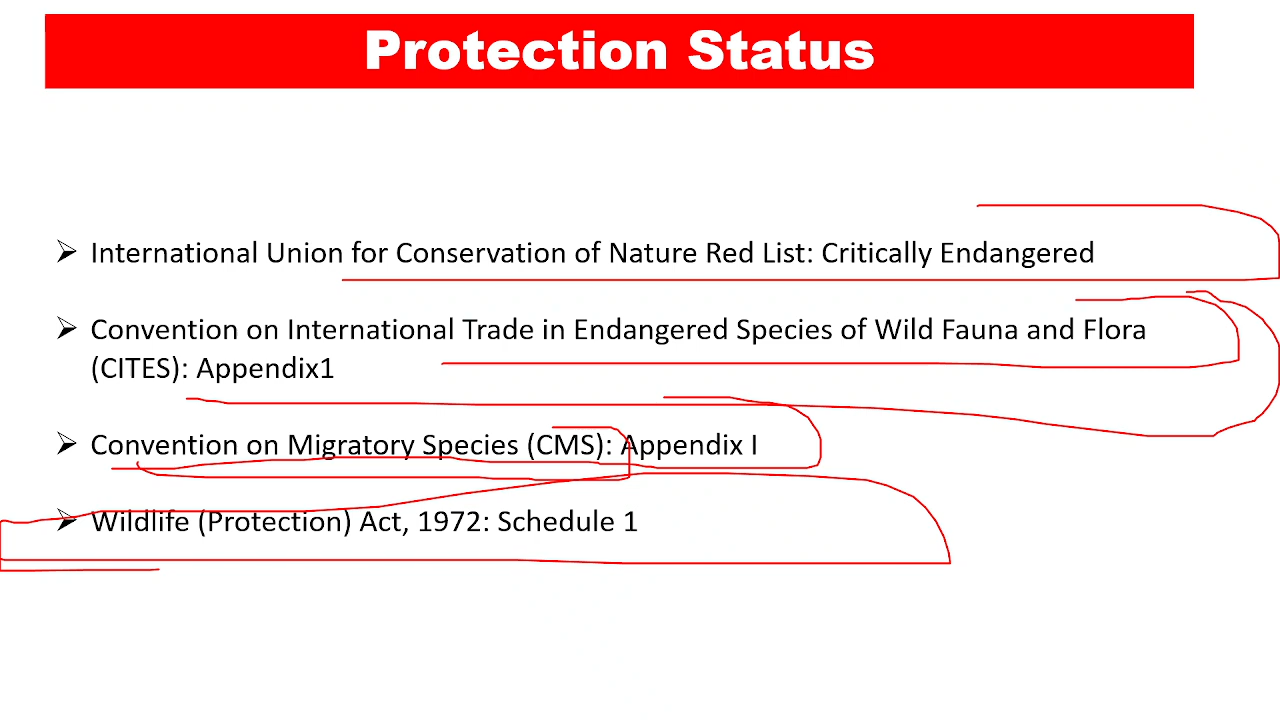 Protection Status
International Union for Conservation of Nature Red List: Critically Endangered
Convention on International Trade in Endangered Species of Wild Fauna and Flora
(CITES): Appendix1
Convention on Migratory Species (CMS): Appendix I
Wildlife (Protection) Act, 1972: Schedule 1